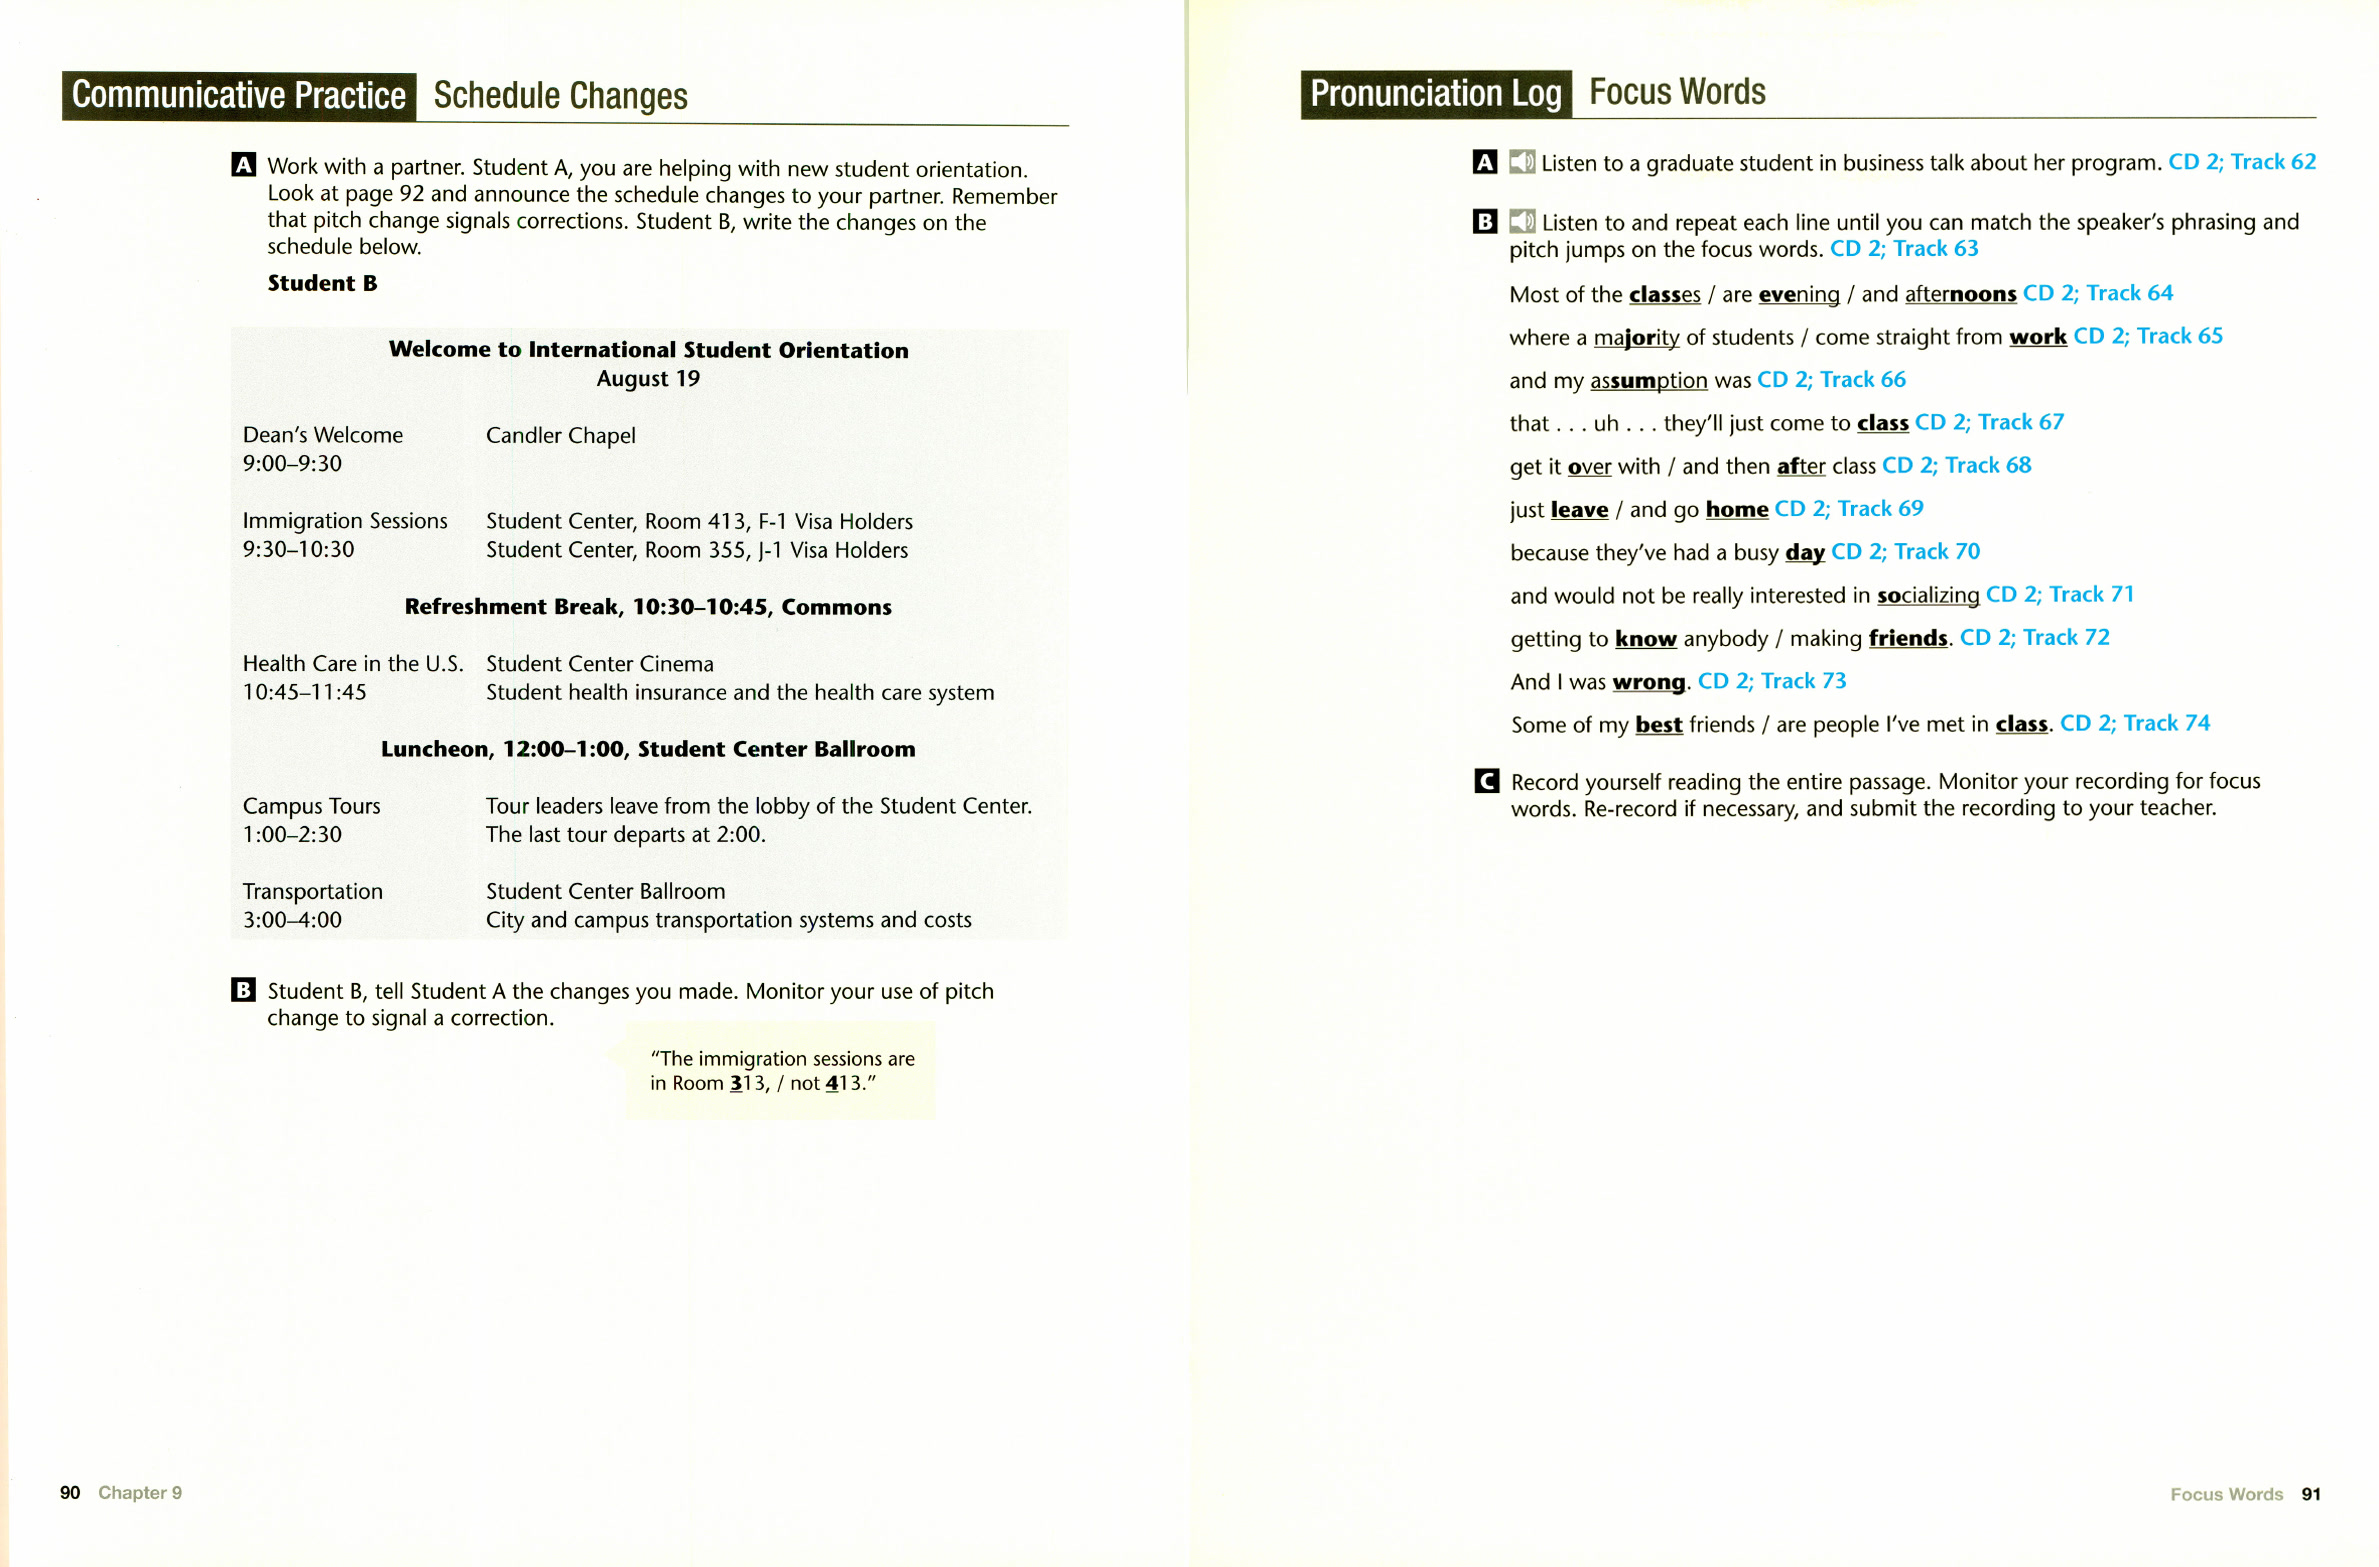 Communicative Practice Schedule Changes
A Work with a partner. Student A, you are helping with new student orientation.
Look at page 92 and announce the schedule changes to your partner. Remember
that pitch change signals corrections. Student B, write the changes on the
schedule below.
Student B
Welcome to International Student Orientation
August 19
Dean's Welcome Candler Chapel
9:00–9:30
Immigration Sessions Student Center, Room 413, F-1 Visa Holders
9:30–10:30 Student Center, Room 355, J-1 Visa Holders
Refreshment Break, 10:30–10:45, Commons
Health Care in the U.S. Student Center Cinema
10:45–11:45 Student health insurance and the health care system
Luncheon, 12:00–1:00, Student Center Ballroom
Campus Tours Tour leaders leave from the lobby of the Student Center.
1:00–2:30 The last tour departs at 2:00.
Transportation Student Center Ballroom
3:00–4:00 City and campus transportation systems and costs
B Student B, tell Student A the changes you made. Monitor your use of pitch
change to signal a correction.
"The immigration sessions are
in Room 313, / not 413."
90 Chapter 9
Pronunciation Log Focus Words
A Listen to a graduate student in business talk about her program. CD 2; Track 62
B Listen to and repeat each line until you can match the speaker's phrasing and
pitch jumps on the focus words. CD 2; Track 63
Most of the classes / are evening / and afternoons CD 2; Track 64
where a majority of students / come straight from work CD 2; Track 65
and my assumption was CD 2; Track 66
that . . . uh . . . they'll just come to class CD 2; Track 67
get it over with / and then after class CD 2; Track 68
just leave / and go home CD 2; Track 69
because they've had a busy day CD 2; Track 70
and would not be really interested in socializing CD 2; Track 71
getting to know anybody / making friends. CD 2; Track 72
And I was wrong. CD 2; Track 73
Some of my best friends / are people I've met in class. CD 2; Track 74
C Record yourself reading the entire passage. Monitor your recording for focus
words. Re-record if necessary, and submit the recording to your teacher.
Focus Words 91